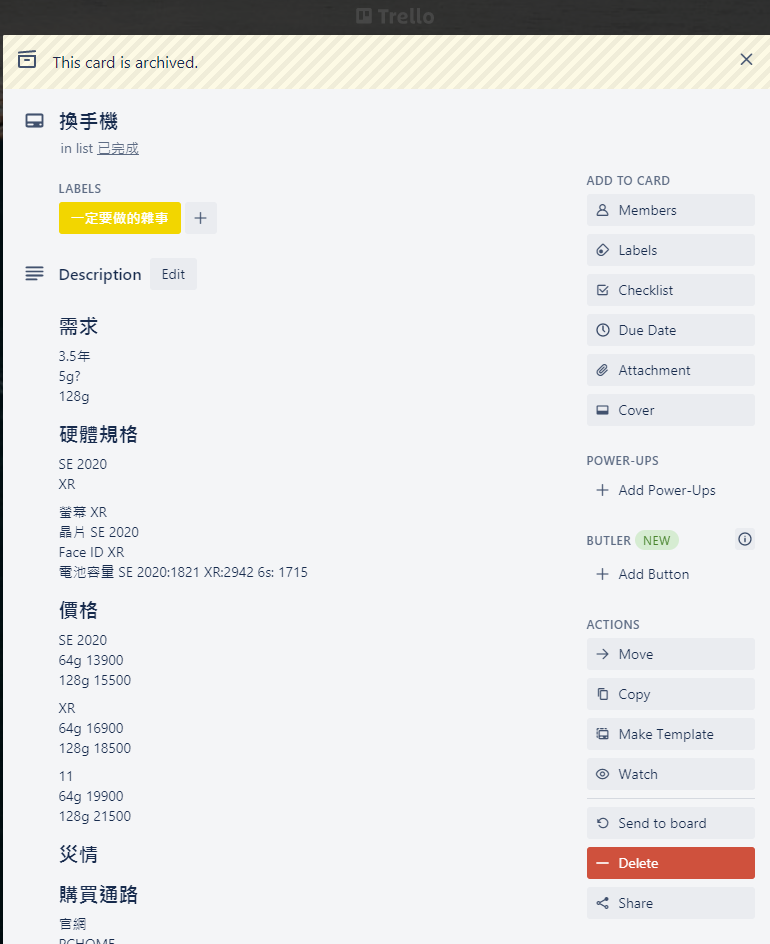 Trello
This card is archived.
換手機
in list 已完成
LABELS
一定要做的雜事
Description Edit
需求
3.5年
5g?
128g
硬體規格
SE 2020
XR
螢幕 XR
晶片 SE 2020
Face ID XR
電池容量 SE 2020:1821 XR:2942 6s: 1715
價格
SE 2020
64g 13900
128g 15500
XR
64g 16900
128g 18500
11
64g 19900
128g 21500
災情
購買通路
官網
PCHOME
ADD TO CARD
Members
Labels
Checklist
Due Date
Attachment
Cover
POWER-UPS
Add Power-Ups
BUTLER NEW
Add Button
ACTIONS
Move
Copy
Make Template
Watch
Send to board
Delete
Share